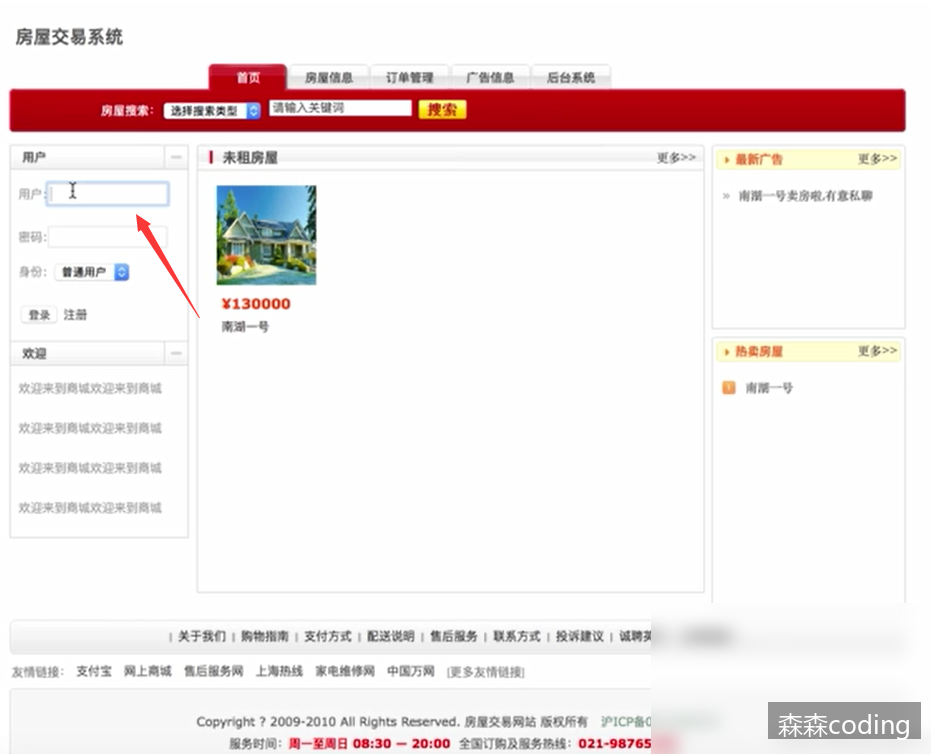 房屋交易系统
首页 房屋信息 订单管理 广告信息 后台系统
房屋搜索: 选择搜索类型 请输入关键词 搜索
用户
用户:
密码:
身份: 普通用户
登录 注册
欢迎
欢迎来到商城欢迎来到商城
欢迎来到商城欢迎来到商城
欢迎来到商城欢迎来到商城
欢迎来到商城欢迎来到商城
未租房屋 更多>>
¥130000
南湖一号
最新广告 更多>>
» 南湖一号卖房啦,有意私聊
热卖房屋 更多>>
南湖一号
| 关于我们 | 购物指南 | 支付方式 | 配送说明 | 售后服务 | 联系方式 | 投诉建议 | 诚聘英
友情链接: 支付宝 网上商城 售后服务网 上海热线 家电维修网 中国万网 [更多友情链接]
Copyright ? 2009-2010 All Rights Reserved. 房屋交易网站 版权所有 沪ICP备0
服务时间: 周一至周日 08:30 — 20:00 全国订购及服务热线: 021-98765
森森coding